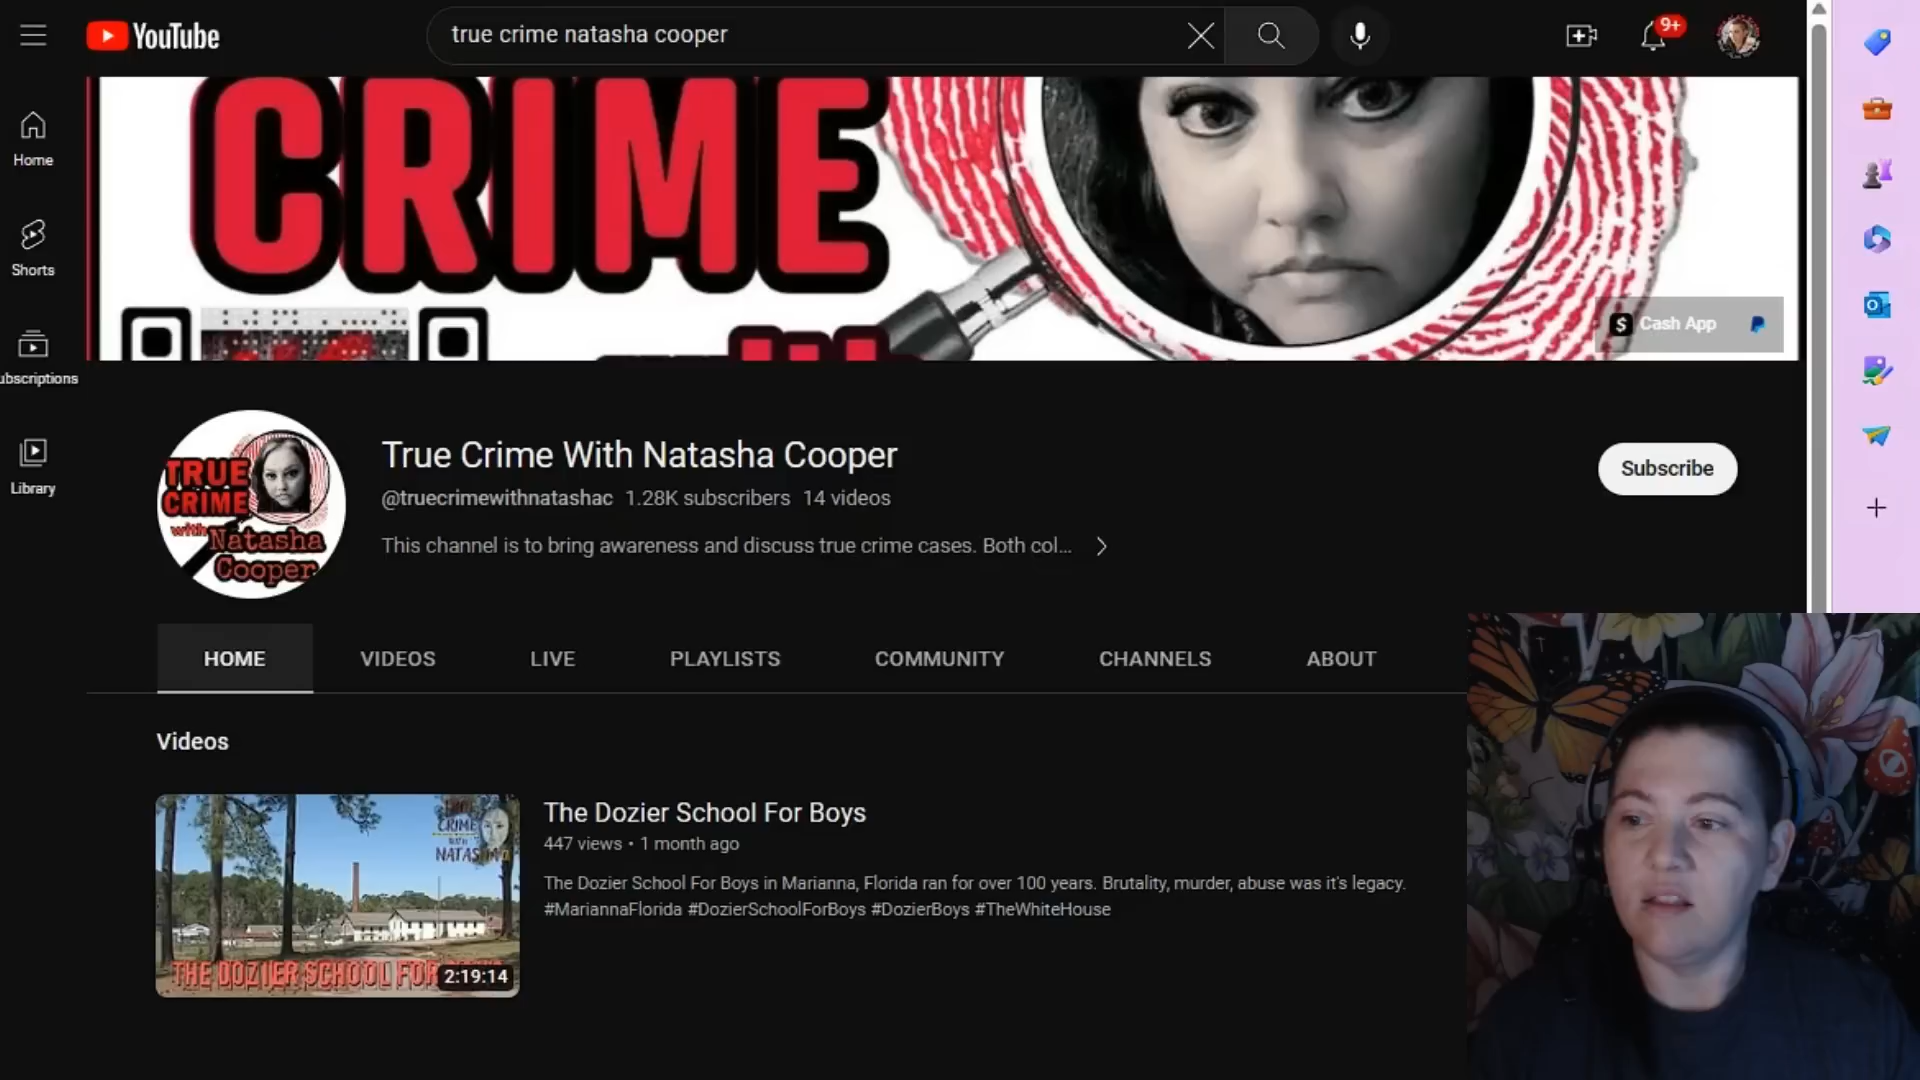 YouTube
true crime natasha cooper
9+
Home
Shorts
ubscriptions
Library
CRIME
Cash App
TRUE
CRIME
with Natasha
Cooper
True Crime With Natasha Cooper
@truecrimewithnatashac 1.28K subscribers 14 videos
This channel is to bring awareness and discuss true crime cases. Both col...
Subscribe
HOME VIDEOS LIVE PLAYLISTS COMMUNITY CHANNELS ABOUT
Videos
CRIME
WITH
THE DOZIER SCHOOL FOR
2:19:14
The Dozier School For Boys
447 views • 1 month ago
The Dozier School For Boys in Marianna, Florida ran for over 100 years. Brutality, murder, abuse was it's legacy.
#MariannaFlorida #DozierSchoolForBoys #DozierBoys #TheWhiteHouse